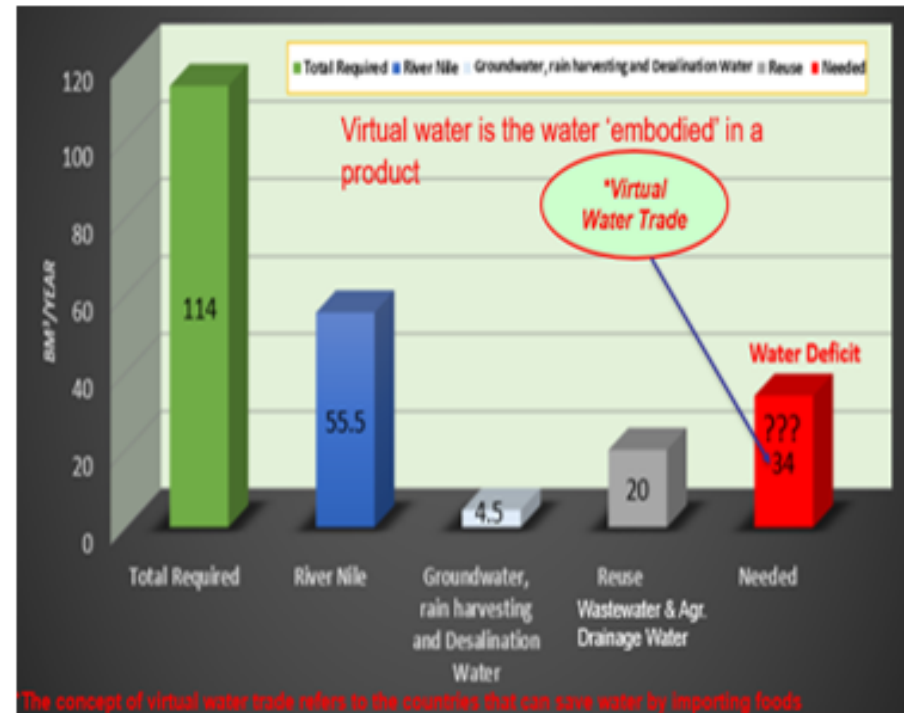 Total Required River Nile Groundwater, rain harvesting and Desalination Water Reuse Needed
Virtual water is the water ‘embodied’ in a
product
*Virtual
Water Trade
120
100
80
60
40
20
0
BM³/YEAR
114
55.5
4.5
20
Water Deficit
???
34
Total Required
River Nile
Groundwater,
rain harvesting
and Desalination
Water
Reuse
Wastewater & Agr.
Drainage Water
Needed
*The concept of virtual water trade refers to the countries that can save water by importing foods